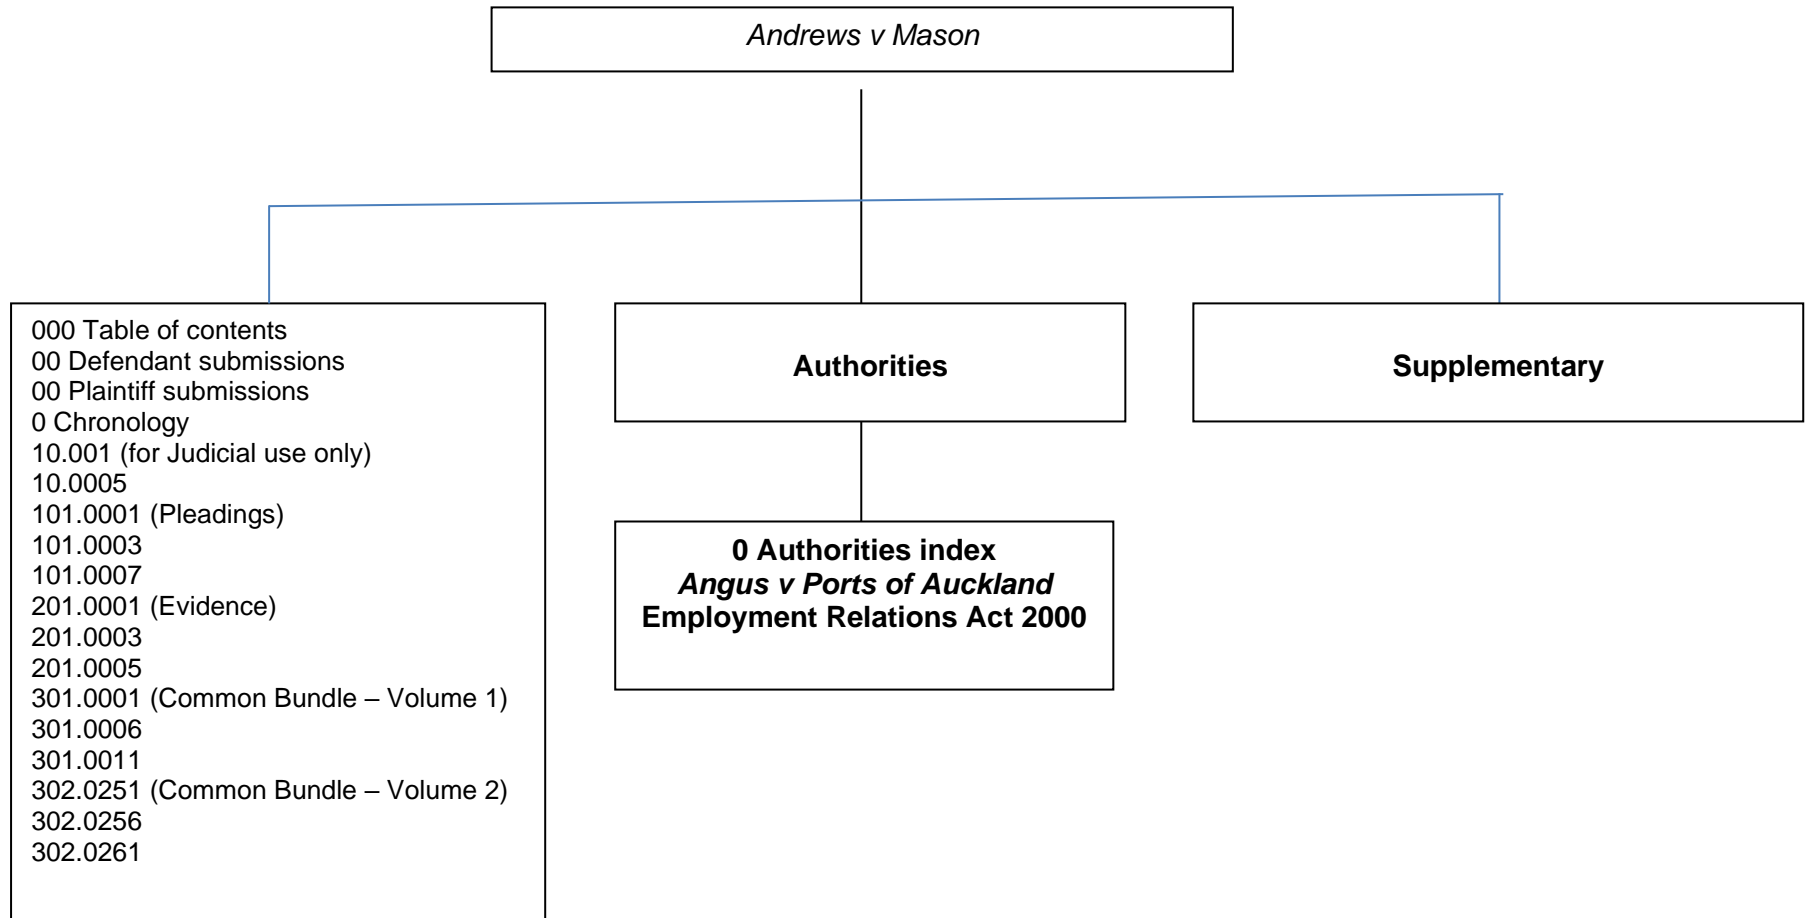 Andrews v Mason
000 Table of contents
00 Defendant submissions
00 Plaintiff submissions
0 Chronology
10.001 (for Judicial use only)
10.0005
101.0001 (Pleadings)
101.0003
101.0007
201.0001 (Evidence)
201.0003
201.0005
301.0001 (Common Bundle – Volume 1)
301.0006
301.0011
302.0251 (Common Bundle – Volume 2)
302.0256
302.0261
Authorities
0 Authorities index
Angus v Ports of Auckland
Employment Relations Act 2000
Supplementary